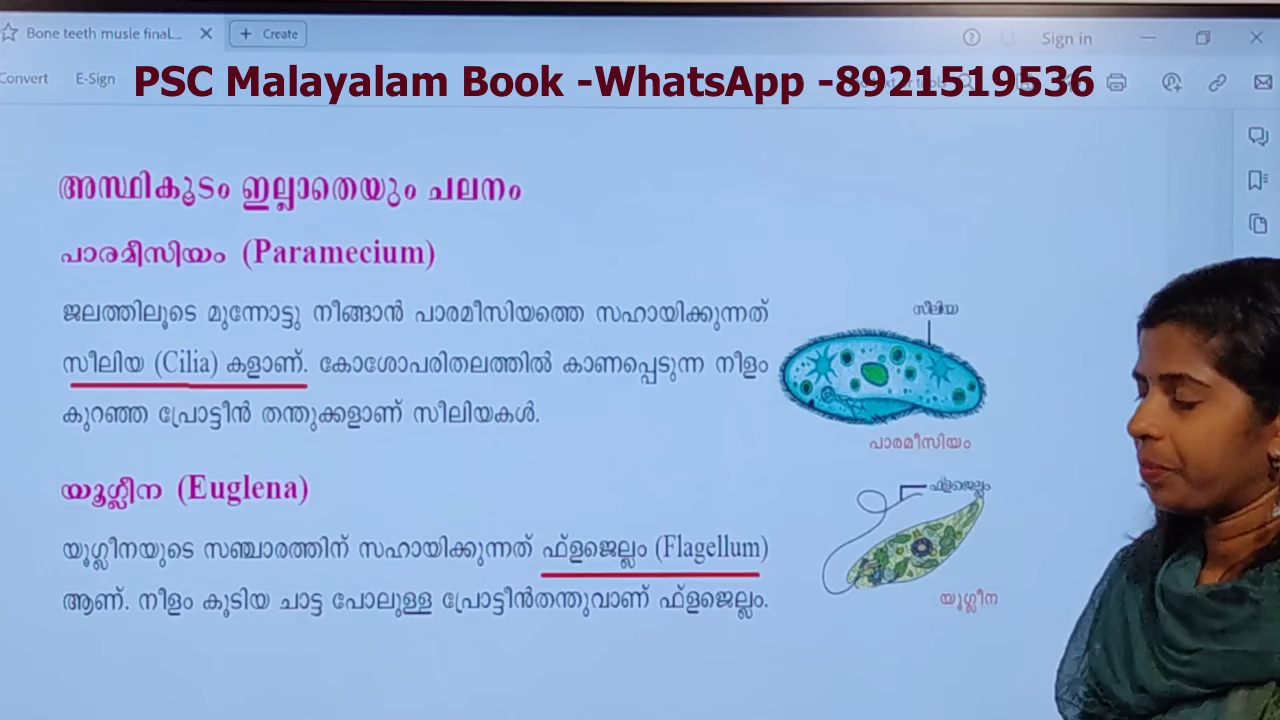 Bone teeth musle final...
Create
Sign in
Convert
E-Sign
PSC Malayalam Book -WhatsApp -8921519536
അസ്ഥികൂടം ഇല്ലാതെയും ചലനം
പാരമീസിയം (Paramecium)
ജലത്തിലൂടെ മുന്നോട്ടു നീങ്ങാൻ പാരമീസിയത്തെ സഹായിക്കുന്നത്
സീലിയ (Cilia) കളാണ്. കോശോപരിതലത്തിൽ കാണപ്പെടുന്ന നീളം
കുറഞ്ഞ പ്രോട്ടീൻ തന്തുക്കളാണ് സീലിയകൾ.
സീലിയ
പാരമീസിയം
യൂഗ്ലീന (Euglena)
യൂഗ്ലീനയുടെ സഞ്ചാരത്തിന് സഹായിക്കുന്നത് ഫ്ളജെല്ലം (Flagellum)
ആണ്. നീളം കൂടിയ ചാട്ട പോലുള്ള പ്രോട്ടീൻതന്തുവാണ് ഫ്ളജെല്ലം.
ഫ്ളജെല്ലം
യൂഗ്ലീന